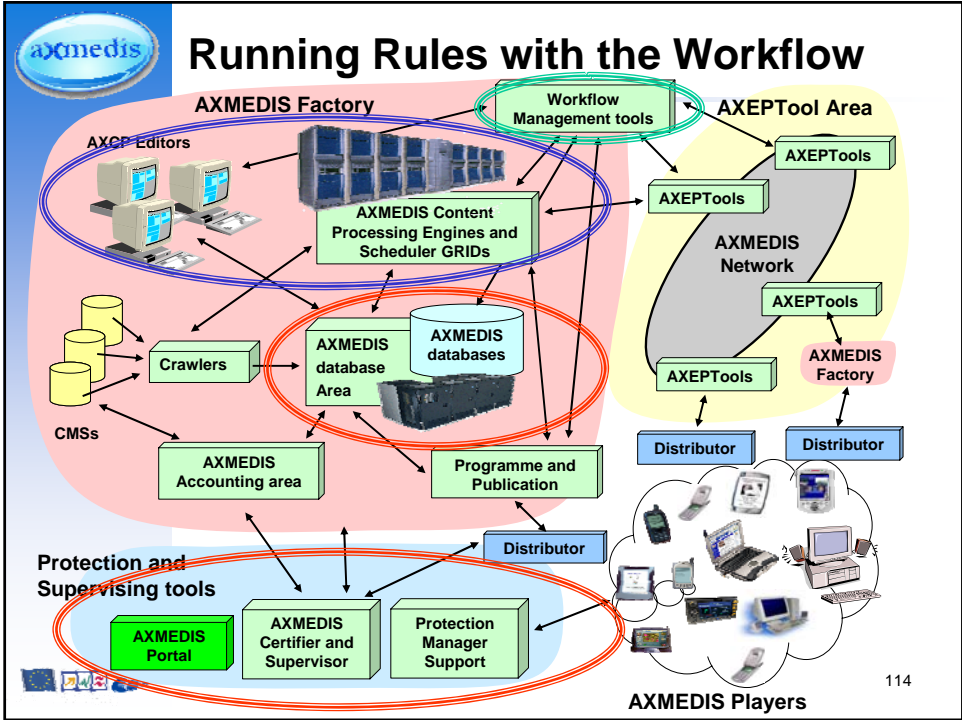 axmedis
Running Rules with the Workflow
AXMEDIS Factory
Workflow
Management tools
AXEPTool Area
AXCP Editors
AXEPTools
AXEPTools
AXMEDIS Content
Processing Engines and
Scheduler GRIDs
AXMEDIS
Network
AXEPTools
AXMEDIS
database
Area
AXMEDIS
databases
Crawlers
AXMEDIS
Factory
AXEPTools
CMSs
Distributor
Distributor
AXMEDIS
Accounting area
Programme and
Publication
Distributor
Protection and
Supervising tools
AXMEDIS
Portal
AXMEDIS
Certifier and
Supervisor
Protection
Manager
Support
AXMEDIS Players
114